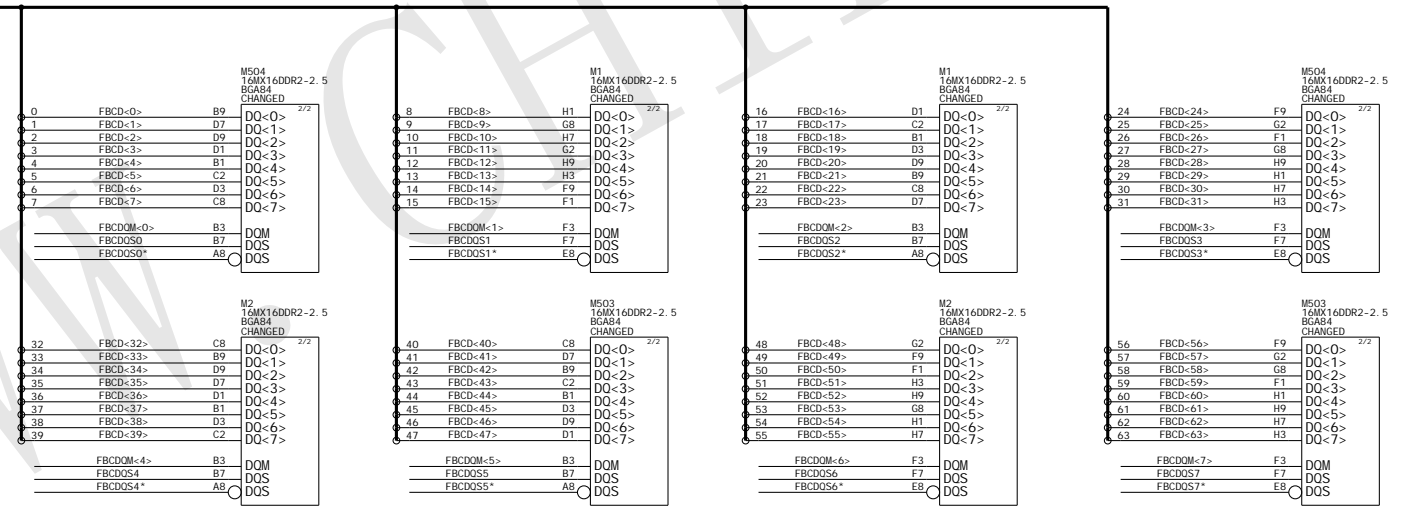 M504
16MX16DDR2-2.5
BGA84
CHANGED
2/2
0 FBCD<0> B9 DQ<0>
1 FBCD<1> D7 DQ<1>
2 FBCD<2> D9 DQ<2>
3 FBCD<3> D1 DQ<3>
4 FBCD<4> B1 DQ<4>
5 FBCD<5> C2 DQ<5>
6 FBCD<6> D3 DQ<6>
7 FBCD<7> C8 DQ<7>
FBCDQM<0> B3 DQM
FBCDQS0 B7 DQS
FBCDQS0* A8 DQS
M1
16MX16DDR2-2.5
BGA84
CHANGED
2/2
8 FBCD<8> H1 DQ<0>
9 FBCD<9> G8 DQ<1>
10 FBCD<10> H7 DQ<2>
11 FBCD<11> G2 DQ<3>
12 FBCD<12> H9 DQ<4>
13 FBCD<13> H3 DQ<5>
14 FBCD<14> F9 DQ<6>
15 FBCD<15> F1 DQ<7>
FBCDQM<1> F3 DQM
FBCDQS1 F7 DQS
FBCDQS1* E8 DQS
M1
16MX16DDR2-2.5
BGA84
CHANGED
2/2
16 FBCD<16> D1 DQ<0>
17 FBCD<17> C2 DQ<1>
18 FBCD<18> B1 DQ<2>
19 FBCD<19> D3 DQ<3>
20 FBCD<20> D9 DQ<4>
21 FBCD<21> B9 DQ<5>
22 FBCD<22> C8 DQ<6>
23 FBCD<23> D7 DQ<7>
FBCDQM<2> B3 DQM
FBCDQS2 B7 DQS
FBCDQS2* A8 DQS
M504
16MX16DDR2-2.5
BGA84
CHANGED
2/2
24 FBCD<24> F9 DQ<0>
25 FBCD<25> G2 DQ<1>
26 FBCD<26> F1 DQ<2>
27 FBCD<27> G8 DQ<3>
28 FBCD<28> H9 DQ<4>
29 FBCD<29> H1 DQ<5>
30 FBCD<30> H7 DQ<6>
31 FBCD<31> H3 DQ<7>
FBCDQM<3> F3 DQM
FBCDQS3 F7 DQS
FBCDQS3* E8 DQS
M2
16MX16DDR2-2.5
BGA84
CHANGED
2/2
32 FBCD<32> C8 DQ<0>
33 FBCD<33> B9 DQ<1>
34 FBCD<34> D9 DQ<2>
35 FBCD<35> D7 DQ<3>
36 FBCD<36> D1 DQ<4>
37 FBCD<37> B1 DQ<5>
38 FBCD<38> D3 DQ<6>
39 FBCD<39> C2 DQ<7>
FBCDQM<4> B3 DQM
FBCDQS4 B7 DQS
FBCDQS4* A8 DQS
M503
16MX16DDR2-2.5
BGA84
CHANGED
2/2
40 FBCD<40> C8 DQ<0>
41 FBCD<41> D7 DQ<1>
42 FBCD<42> B9 DQ<2>
43 FBCD<43> C2 DQ<3>
44 FBCD<44> B1 DQ<4>
45 FBCD<45> D3 DQ<5>
46 FBCD<46> D9 DQ<6>
47 FBCD<47> D1 DQ<7>
FBCDQM<5> B3 DQM
FBCDQS5 B7 DQS
FBCDQS5* A8 DQS
M2
16MX16DDR2-2.5
BGA84
CHANGED
2/2
48 FBCD<48> G2 DQ<0>
49 FBCD<49> F9 DQ<1>
50 FBCD<50> F1 DQ<2>
51 FBCD<51> H3 DQ<3>
52 FBCD<52> H9 DQ<4>
53 FBCD<53> G8 DQ<5>
54 FBCD<54> H1 DQ<6>
55 FBCD<55> H7 DQ<7>
FBCDQM<6> F3 DQM
FBCDQS6 F7 DQS
FBCDQS6* E8 DQS
M503
16MX16DDR2-2.5
BGA84
CHANGED
2/2
56 FBCD<56> F9 DQ<0>
57 FBCD<57> G2 DQ<1>
58 FBCD<58> G8 DQ<2>
59 FBCD<59> F1 DQ<3>
60 FBCD<60> H1 DQ<4>
61 FBCD<61> H9 DQ<5>
62 FBCD<62> H7 DQ<6>
63 FBCD<63> H3 DQ<7>
FBCDQM<7> F3 DQM
FBCDQS7 F7 DQS
FBCDQS7* E8 DQS